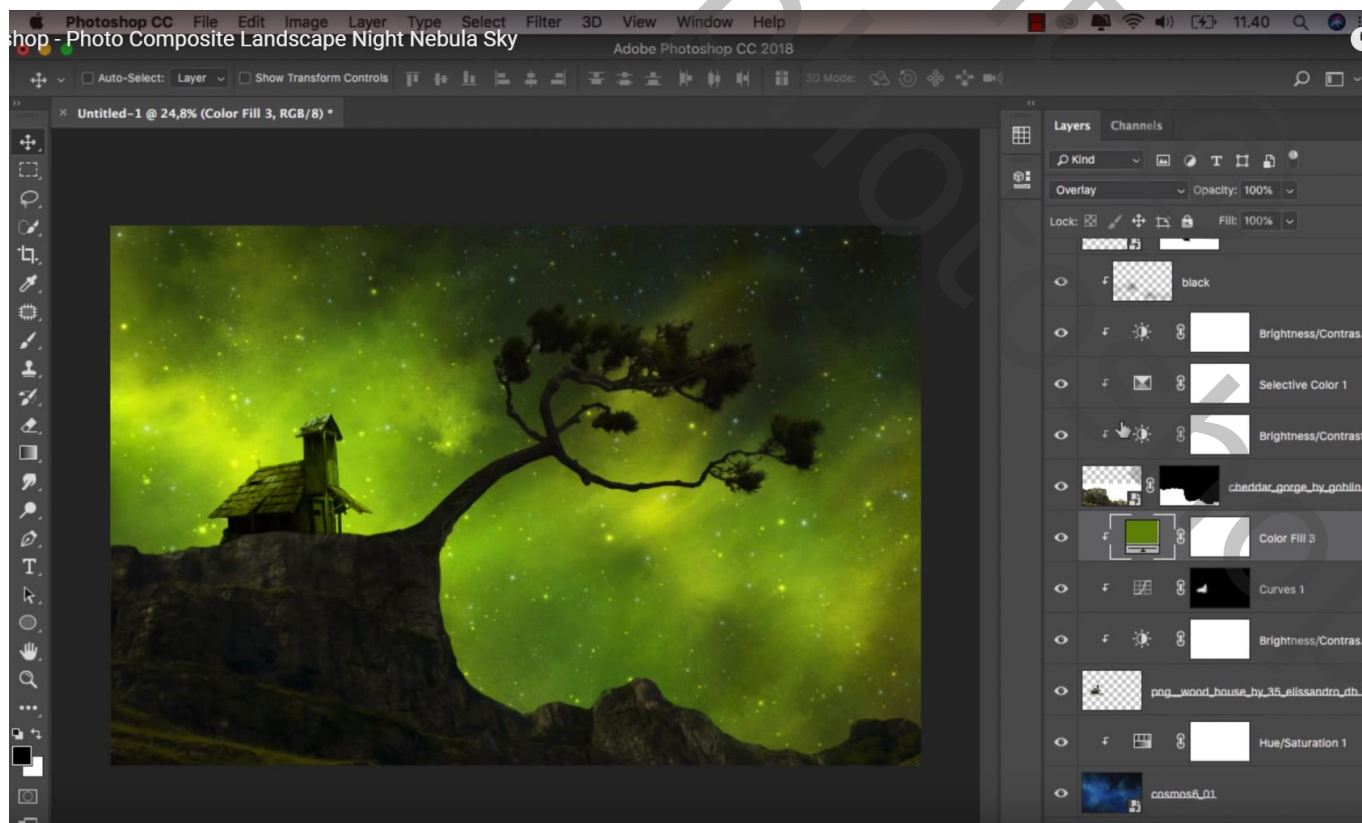 Photoshop CC File Edit Image Layer Type Select Filter 3D View Window Help 11.40
shop - Photo Composite Landscape Night Nebula Sky
Adobe Photoshop CC 2018
Auto-Select: Layer Show Transform Controls 3D Mode:
× Untitled-1 @ 24,8% (Color Fill 3, RGB/8) *
Layers Channels
Kind
Overlay Opacity: 100%
Lock: Fill: 100%
black
Brightness/Contras
Selective Color 1
Brightness/Contrast
cheddar_gorge_by_goblin
Color Fill 3
Curves 1
Brightness/Contras
png__wood_house_by_35_elissandro_db
Hue/Saturation 1
cosmos6_01